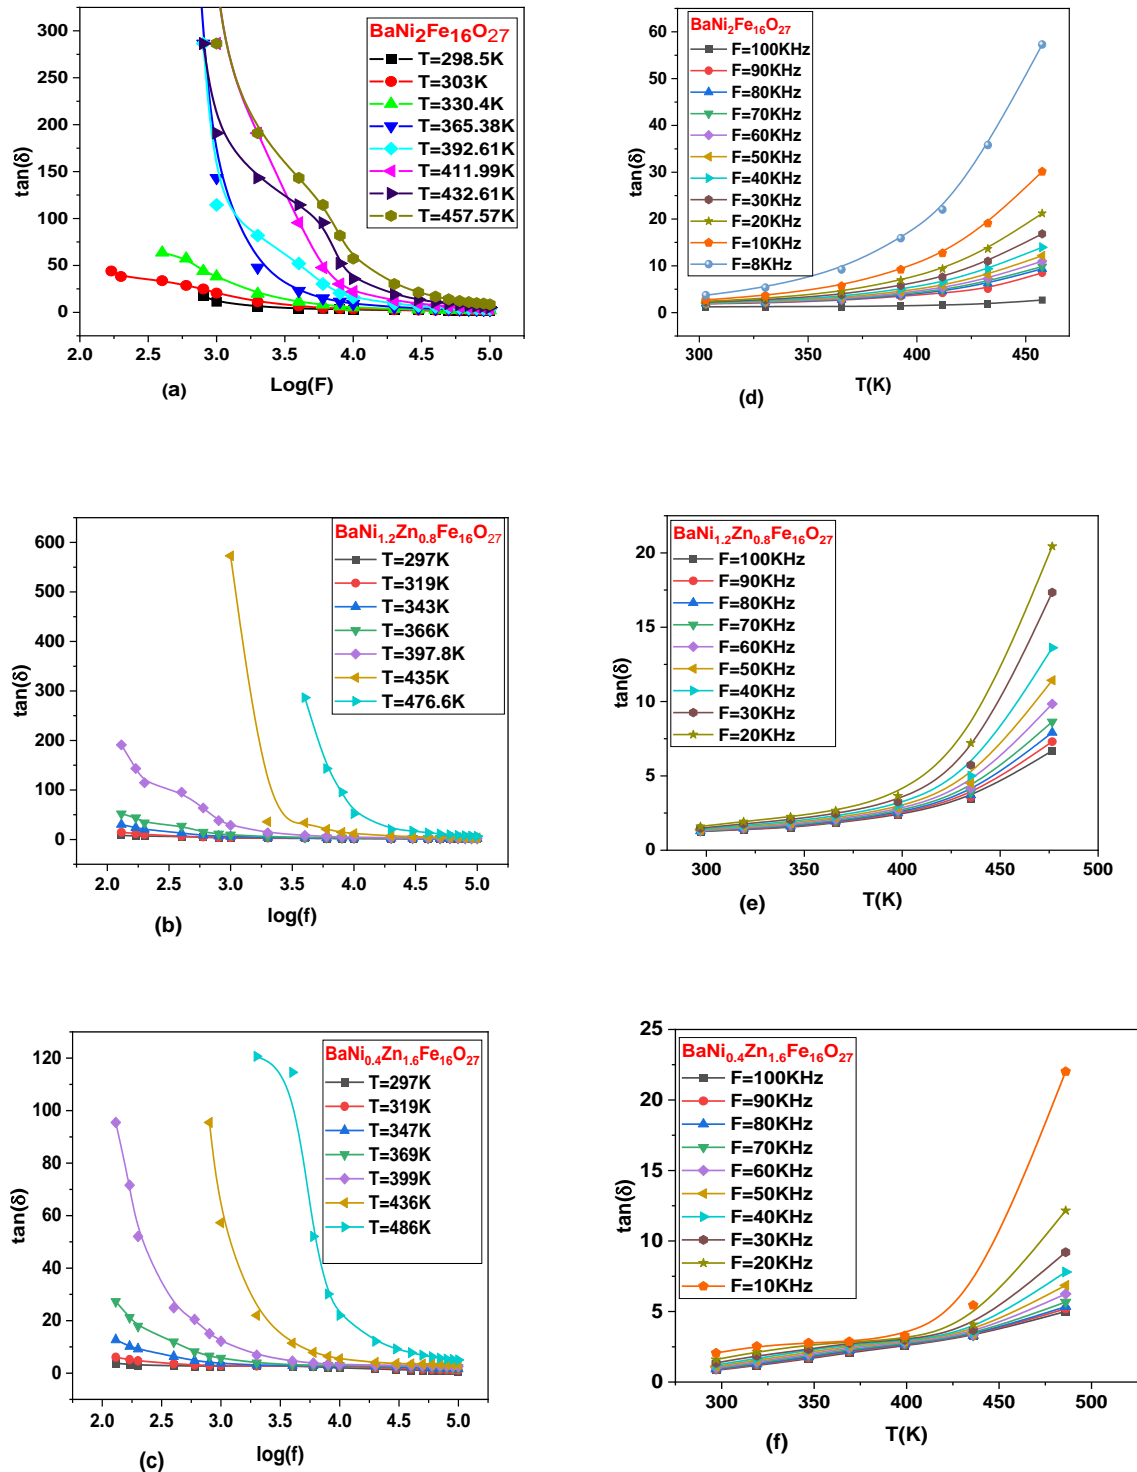 BaNi2Fe16O27
T=298.5K
T=303K
T=330.4K
T=365.38K
T=392.61K
T=411.99K
T=432.61K
T=457.57K
300
250
200
150
100
50
0
tan(δ)
2.0 2.5 3.0 3.5 4.0 4.5 5.0
Log(F)
(a)
BaNi2Fe16O27
F=100KHz
F=90KHz
F=80KHz
F=70KHz
F=60KHz
F=50KHz
F=40KHz
F=30KHz
F=20KHz
F=10KHz
F=8KHz
60
50
40
30
20
10
0
tan(δ)
300 350 400 450
T(K)
(d)
BaNi1.2Zn0.8Fe16O27
T=297K
T=319K
T=343K
T=366K
T=397.8K
T=435K
T=476.6K
600
500
400
300
200
100
0
tan(δ)
2.0 2.5 3.0 3.5 4.0 4.5 5.0
log(f)
(b)
BaNi1.2Zn0.8Fe16O27
F=100KHz
F=90KHz
F=80KHz
F=70KHz
F=60KHz
F=50KHz
F=40KHz
F=30KHz
F=20KHz
20
15
10
5
0
tan(δ)
300 350 400 450 500
T(K)
(e)
BaNi0.4Zn1.6Fe16O27
T=297K
T=319K
T=347K
T=369K
T=399K
T=436K
T=486K
120
100
80
60
40
20
0
tan(δ)
2.0 2.5 3.0 3.5 4.0 4.5 5.0
log(f)
(c)
BaNi0.4Zn1.6Fe16O27
F=100KHz
F=90KHz
F=80KHz
F=70KHz
F=60KHz
F=50KHz
F=40KHz
F=30KHz
F=20KHz
F=10KHz
25
20
15
10
5
0
tan(δ)
300 350 400 450 500
T(K)
(f)